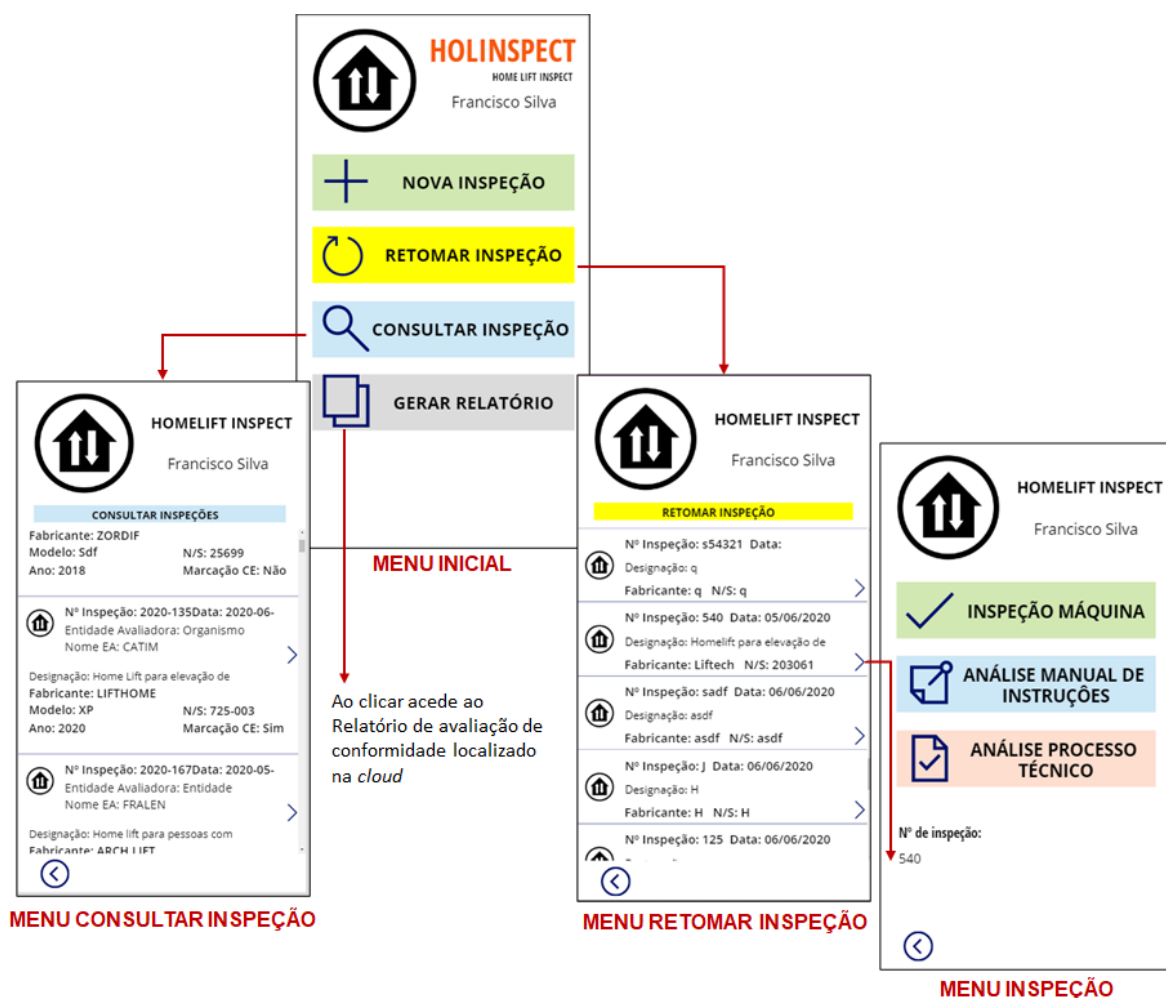 HOLINSPECT
HOME LIFT INSPECT
Francisco Silva
NOVA INSPEÇÃO
RETOMAR INSPEÇÃO
CONSULTAR INSPEÇÃO
GERAR RELATÓRIO
MENU INICIAL
Ao clicar acede ao
Relatório de avaliação de
conformidade localizado
na cloud
HOMELIFT INSPECT
Francisco Silva
CONSULTAR INSPEÇÕES
Fabricante: ZORDIF
Modelo: Sdf N/S: 25699
Ano: 2018 Marcação CE: Não
Nº Inspeção: 2020-135Data: 2020-06-
Entidade Avaliadora: Organismo
Nome EA: CATIM
Designação: Home Lift para elevação de
Fabricante: LIFTHOME
Modelo: XP N/S: 725-003
Ano: 2020 Marcação CE: Sim
Nº Inspeção: 2020-167Data: 2020-05-
Entidade Avaliadora: Entidade
Nome EA: FRALEN
Designação: Home lift para pessoas com
Fabricante: ARCH LIFT
MENU CONSULTAR INSPEÇÃO
HOMELIFT INSPECT
Francisco Silva
RETOMAR INSPEÇÃO
Nº Inspeção: s54321 Data:
Designação: q
Fabricante: q N/S: q
Nº Inspeção: 540 Data: 05/06/2020
Designação: Homelift para elevação de
Fabricante: Liftech N/S: 203061
Nº Inspeção: sadf Data: 06/06/2020
Designação: asdf
Fabricante: asdf N/S: asdf
Nº Inspeção: J Data: 06/06/2020
Designação: H
Fabricante: H N/S: H
Nº Inspeção: 125 Data: 06/06/2020
MENU RETOMAR INSPEÇÃO
HOMELIFT INSPECT
Francisco Silva
INSPEÇÃO MÁQUINA
ANÁLISE MANUAL DE
INSTRUÇÔES
ANÁLISE PROCESSO
TÉCNICO
Nº de inspeção:
540
MENU INSPEÇÃO